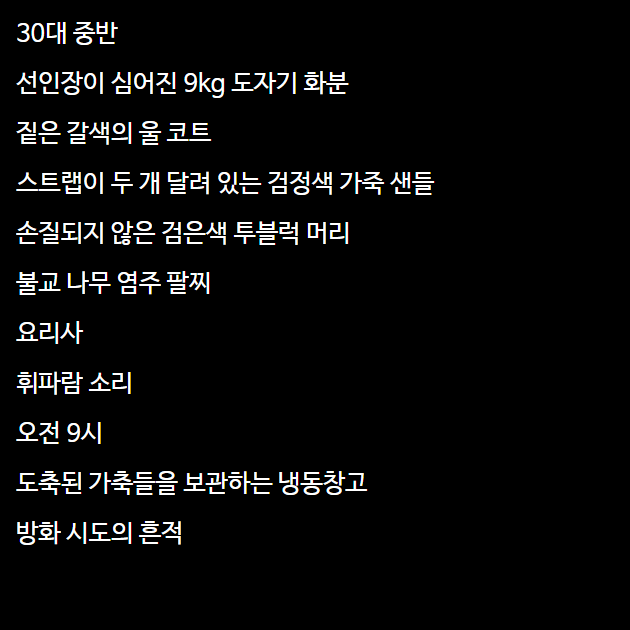 30대 중반
선인장이 심어진 9kg 도자기 화분
짙은 갈색의 울 코트
스트랩이 두 개 달려 있는 검정색 가죽 샌들
손질되지 않은 검은색 투블럭 머리
불교 나무 염주 팔찌
요리사
휘파람 소리
오전 9시
도축된 가축들을 보관하는 냉동창고
방화 시도의 흔적